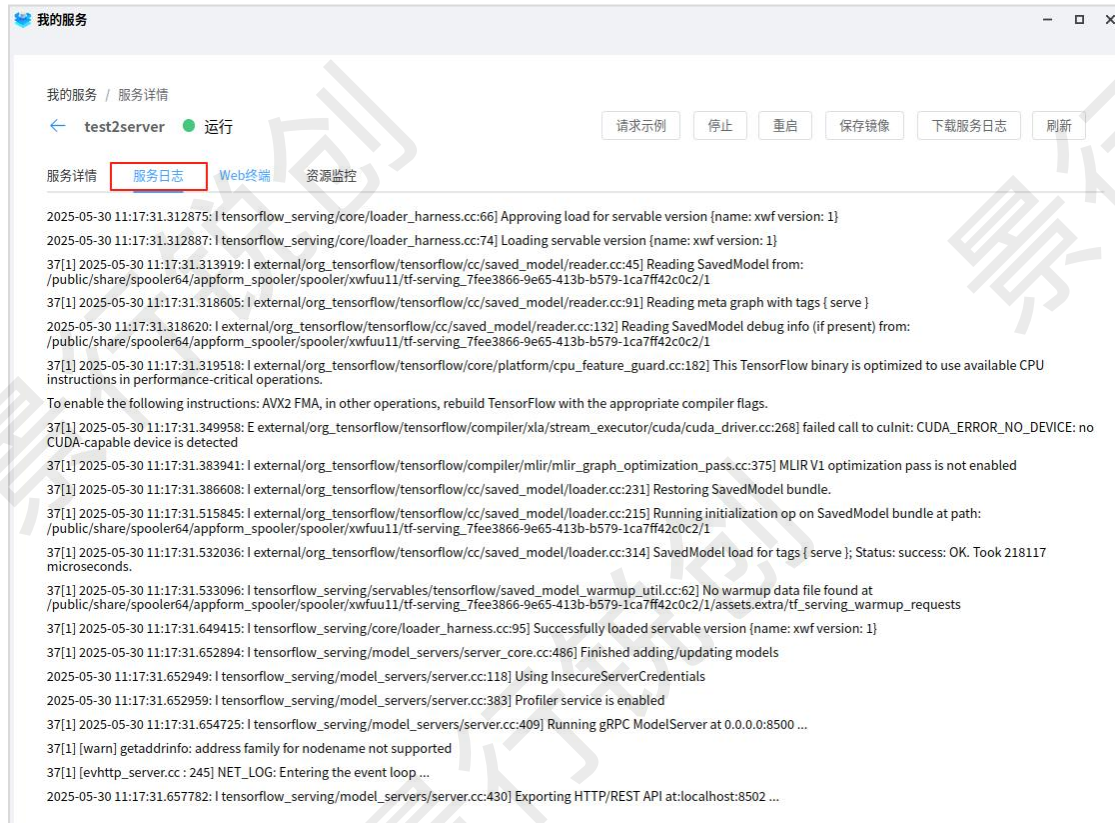 我的服务
我的服务 / 服务详情
← test2server 运行
请求示例 停止 重启 保存镜像 下载服务日志 刷新
服务详情 服务日志 Web终端 资源监控
2025-05-30 11:17:31.312875: I tensorflow_serving/core/loader_harness.cc:66] Approving load for servable version {name: xwf version: 1}
2025-05-30 11:17:31.312887: I tensorflow_serving/core/loader_harness.cc:74] Loading servable version {name: xwf version: 1}
37[1] 2025-05-30 11:17:31.313919: I external/org_tensorflow/tensorflow/cc/saved_model/reader.cc:45] Reading SavedModel from:
/public/share/spooler64/appform_spooler/spooler/xwfuu11/tf-serving_7fee3866-9e65-413b-b579-1ca7ff42c0c2/1
37[1] 2025-05-30 11:17:31.318605: I external/org_tensorflow/tensorflow/cc/saved_model/reader.cc:91] Reading meta graph with tags { serve }
2025-05-30 11:17:31.318620: I external/org_tensorflow/tensorflow/cc/saved_model/reader.cc:132] Reading SavedModel debug info (if present) from:
/public/share/spooler64/appform_spooler/spooler/xwfuu11/tf-serving_7fee3866-9e65-413b-b579-1ca7ff42c0c2/1
37[1] 2025-05-30 11:17:31.319518: I external/org_tensorflow/tensorflow/core/platform/cpu_feature_guard.cc:182] This TensorFlow binary is optimized to use available CPU
instructions in performance-critical operations.
To enable the following instructions: AVX2 FMA, in other operations, rebuild TensorFlow with the appropriate compiler flags.
37[1] 2025-05-30 11:17:31.349958: E external/org_tensorflow/tensorflow/compiler/xla/stream_executor/cuda/cuda_driver.cc:268] failed call to cuInit: CUDA_ERROR_NO_DEVICE: no
CUDA-capable device is detected
37[1] 2025-05-30 11:17:31.383941: I external/org_tensorflow/tensorflow/compiler/mlir/mlir_graph_optimization_pass.cc:375] MLIR V1 optimization pass is not enabled
37[1] 2025-05-30 11:17:31.386608: I external/org_tensorflow/tensorflow/cc/saved_model/loader.cc:231] Restoring SavedModel bundle.
37[1] 2025-05-30 11:17:31.515845: I external/org_tensorflow/tensorflow/cc/saved_model/loader.cc:215] Running initialization op on SavedModel bundle at path:
/public/share/spooler64/appform_spooler/spooler/xwfuu11/tf-serving_7fee3866-9e65-413b-b579-1ca7ff42c0c2/1
37[1] 2025-05-30 11:17:31.532036: I external/org_tensorflow/tensorflow/cc/saved_model/loader.cc:314] SavedModel load for tags { serve }; Status: success: OK. Took 218117
microseconds.
37[1] 2025-05-30 11:17:31.533096: I tensorflow_serving/servables/tensorflow/saved_model_warmup_util.cc:62] No warmup data file found at
/public/share/spooler64/appform_spooler/spooler/xwfuu11/tf-serving_7fee3866-9e65-413b-b579-1ca7ff42c0c2/1/assets.extra/tf_serving_warmup_requests
37[1] 2025-05-30 11:17:31.649415: I tensorflow_serving/core/loader_harness.cc:95] Successfully loaded servable version {name: xwf version: 1}
37[1] 2025-05-30 11:17:31.652894: I tensorflow_serving/model_servers/server_core.cc:486] Finished adding/updating models
2025-05-30 11:17:31.652949: I tensorflow_serving/model_servers/server.cc:118] Using InsecureServerCredentials
2025-05-30 11:17:31.652959: I tensorflow_serving/model_servers/server.cc:383] Profiler service is enabled
37[1] 2025-05-30 11:17:31.654725: I tensorflow_serving/model_servers/server.cc:409] Running gRPC ModelServer at 0.0.0.0:8500 ...
37[1] [warn] getaddrinfo: address family for nodename not supported
37[1] [evhttp_server.cc : 245] NET_LOG: Entering the event loop ...
2025-05-30 11:17:31.657782: I tensorflow_serving/model_servers/server.cc:430] Exporting HTTP/REST API at:localhost:8502 ...
景行锐创
景行锐创
景行